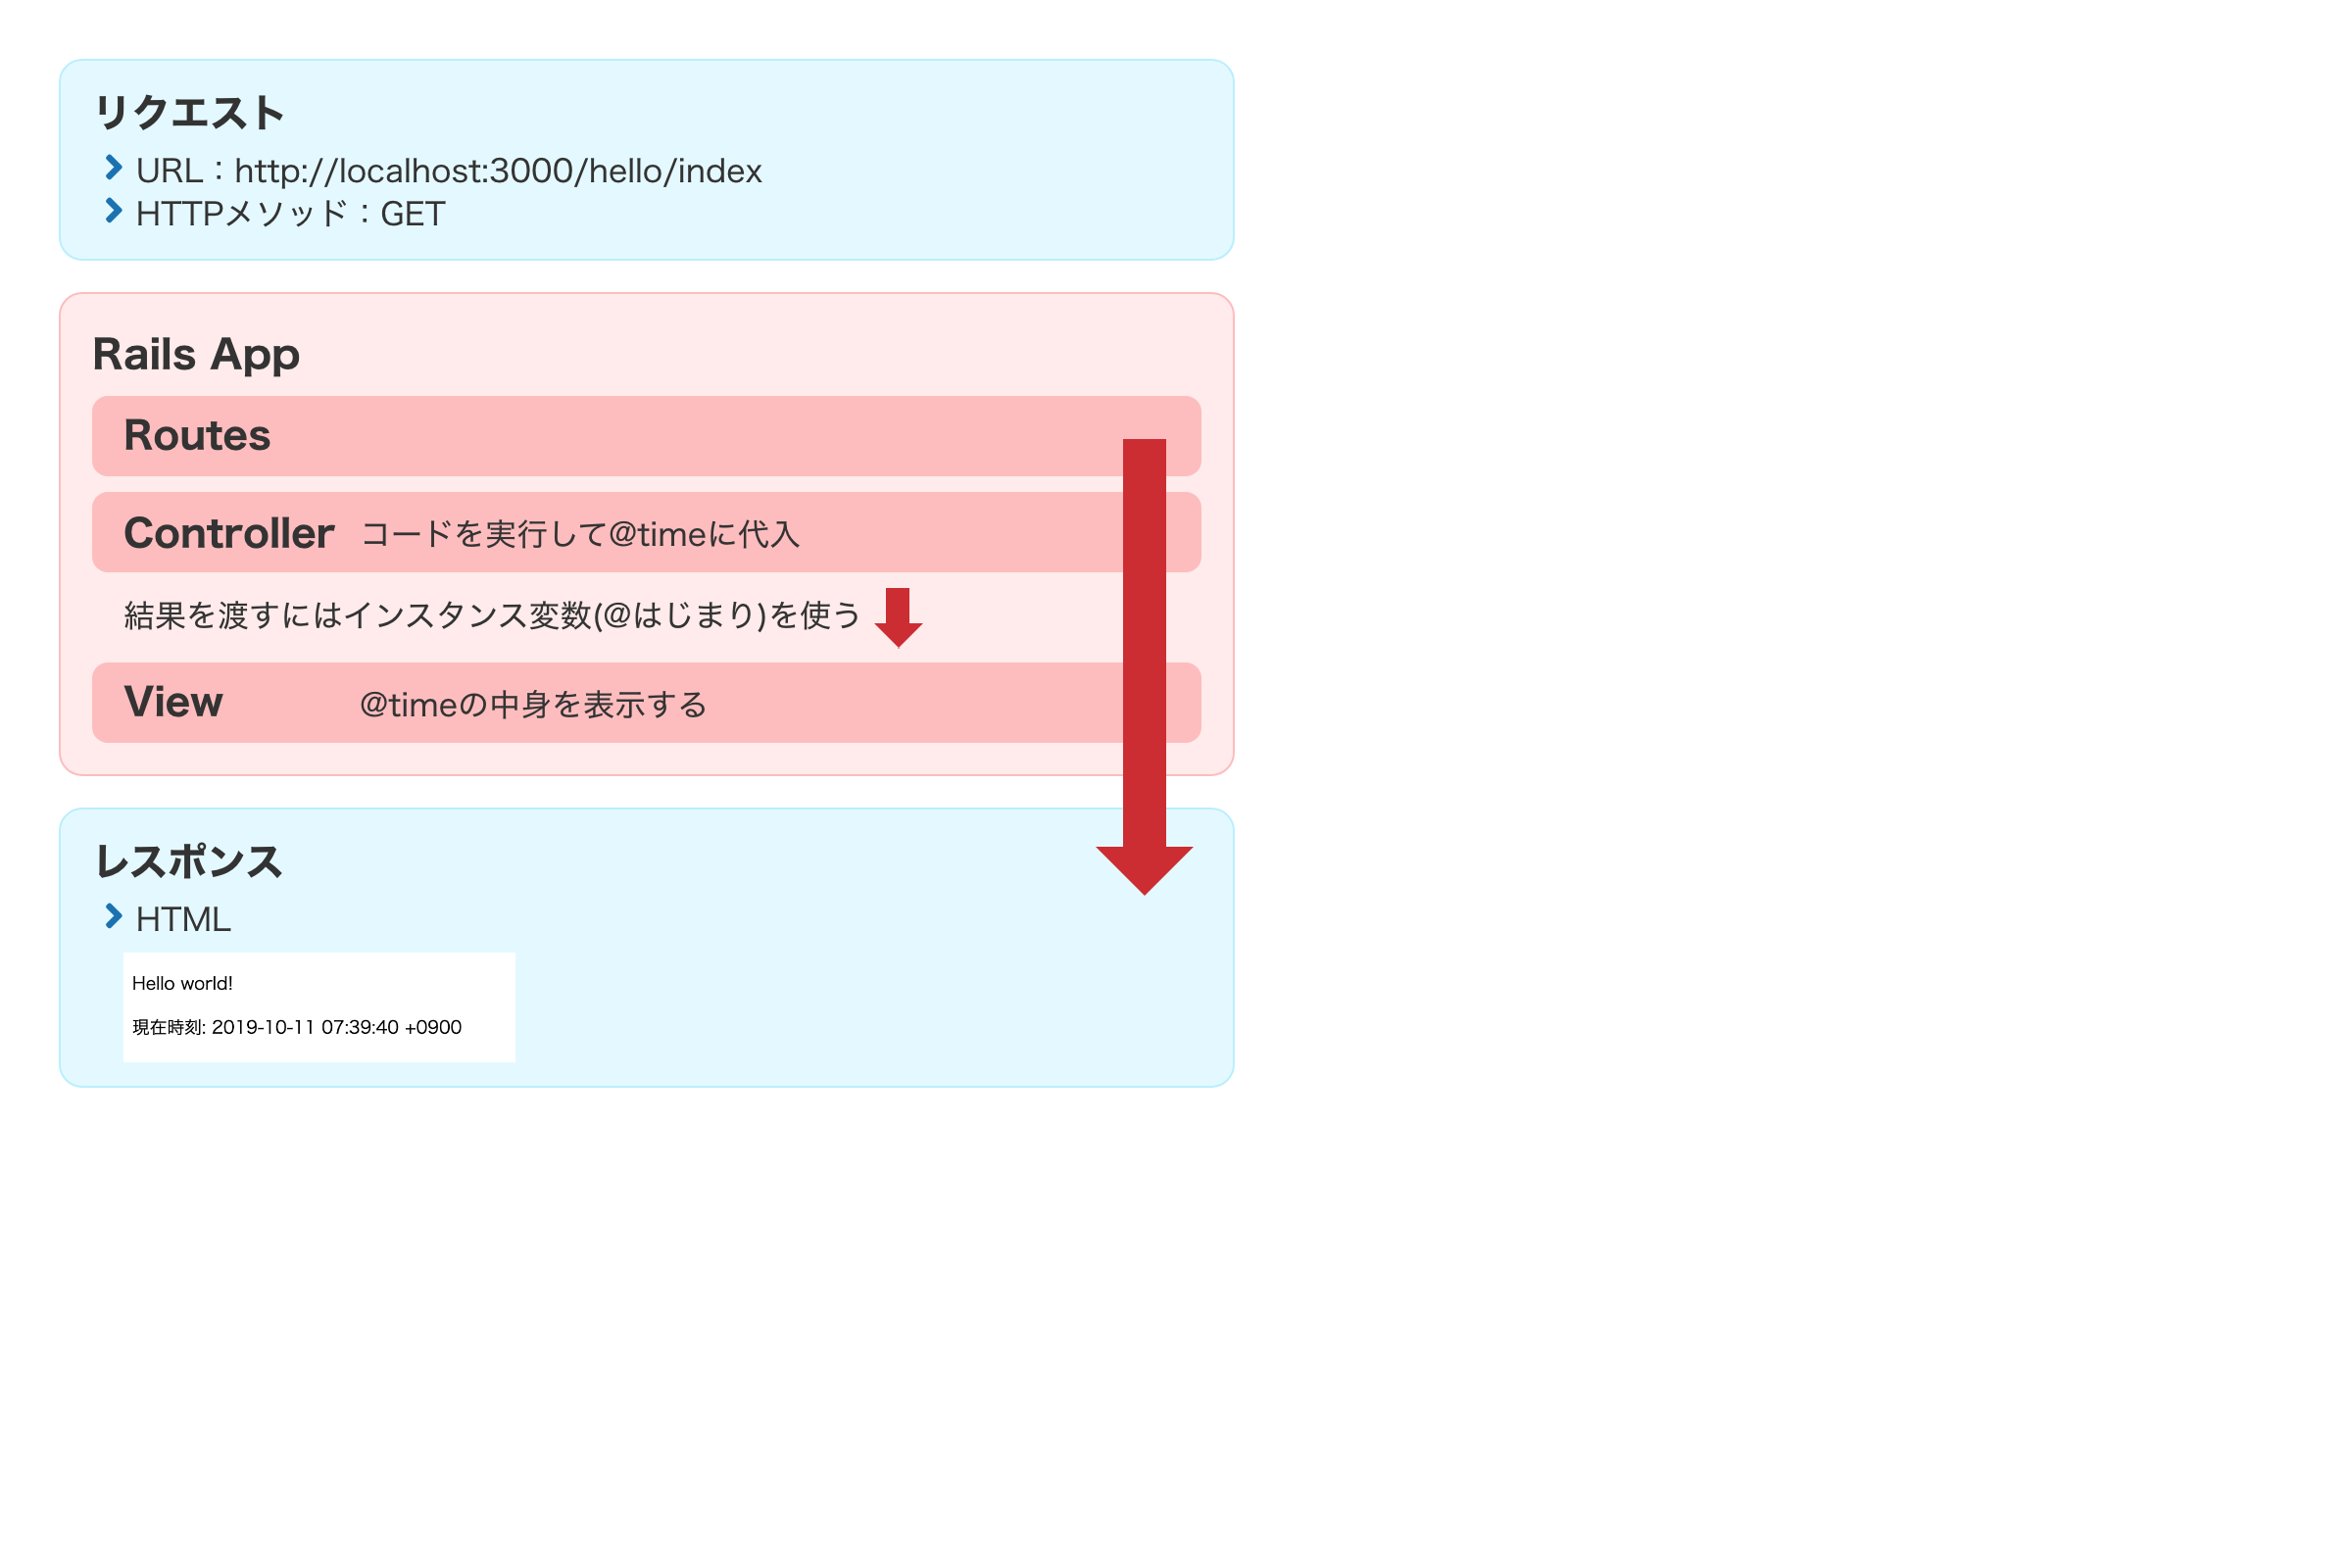 リクエスト
URL：http://localhost:3000/hello/index
HTTPメソッド：GET
Rails App
Routes
Controller コードを実行して@timeに代入
結果を渡すにはインスタンス変数(@はじまり)を使う
View @timeの中身を表示する
レスポンス
HTML
Hello world!
現在時刻: 2019-10-11 07:39:40 +0900